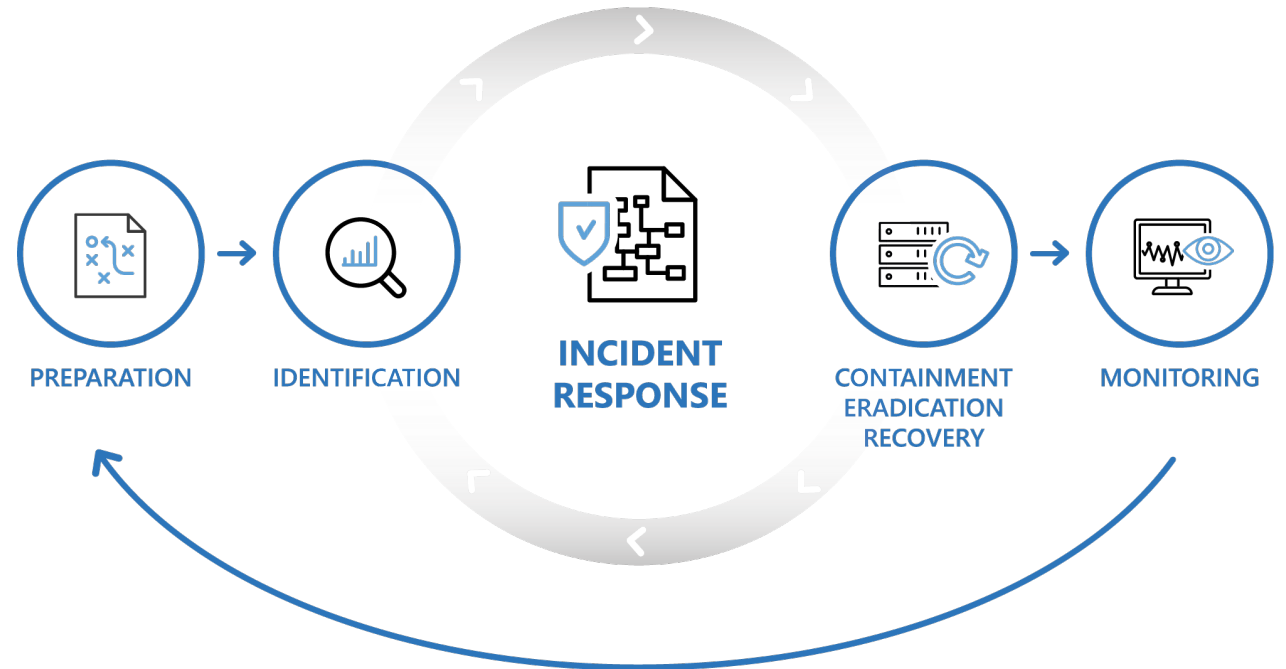 PREPARATION
IDENTIFICATION
INCIDENT
RESPONSE
CONTAINMENT
ERADICATION
RECOVERY
MONITORING